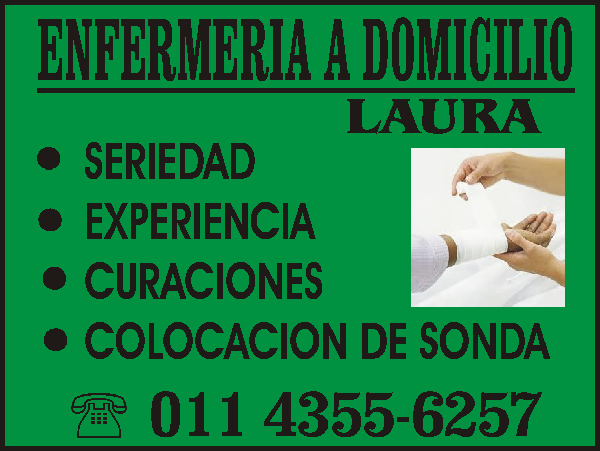 ENFERMERIA A DOMICILIO
LAURA
● SERIEDAD
● EXPERIENCIA
● CURACIONES
● COLOCACION DE SONDA
☏ 011 4355-6257